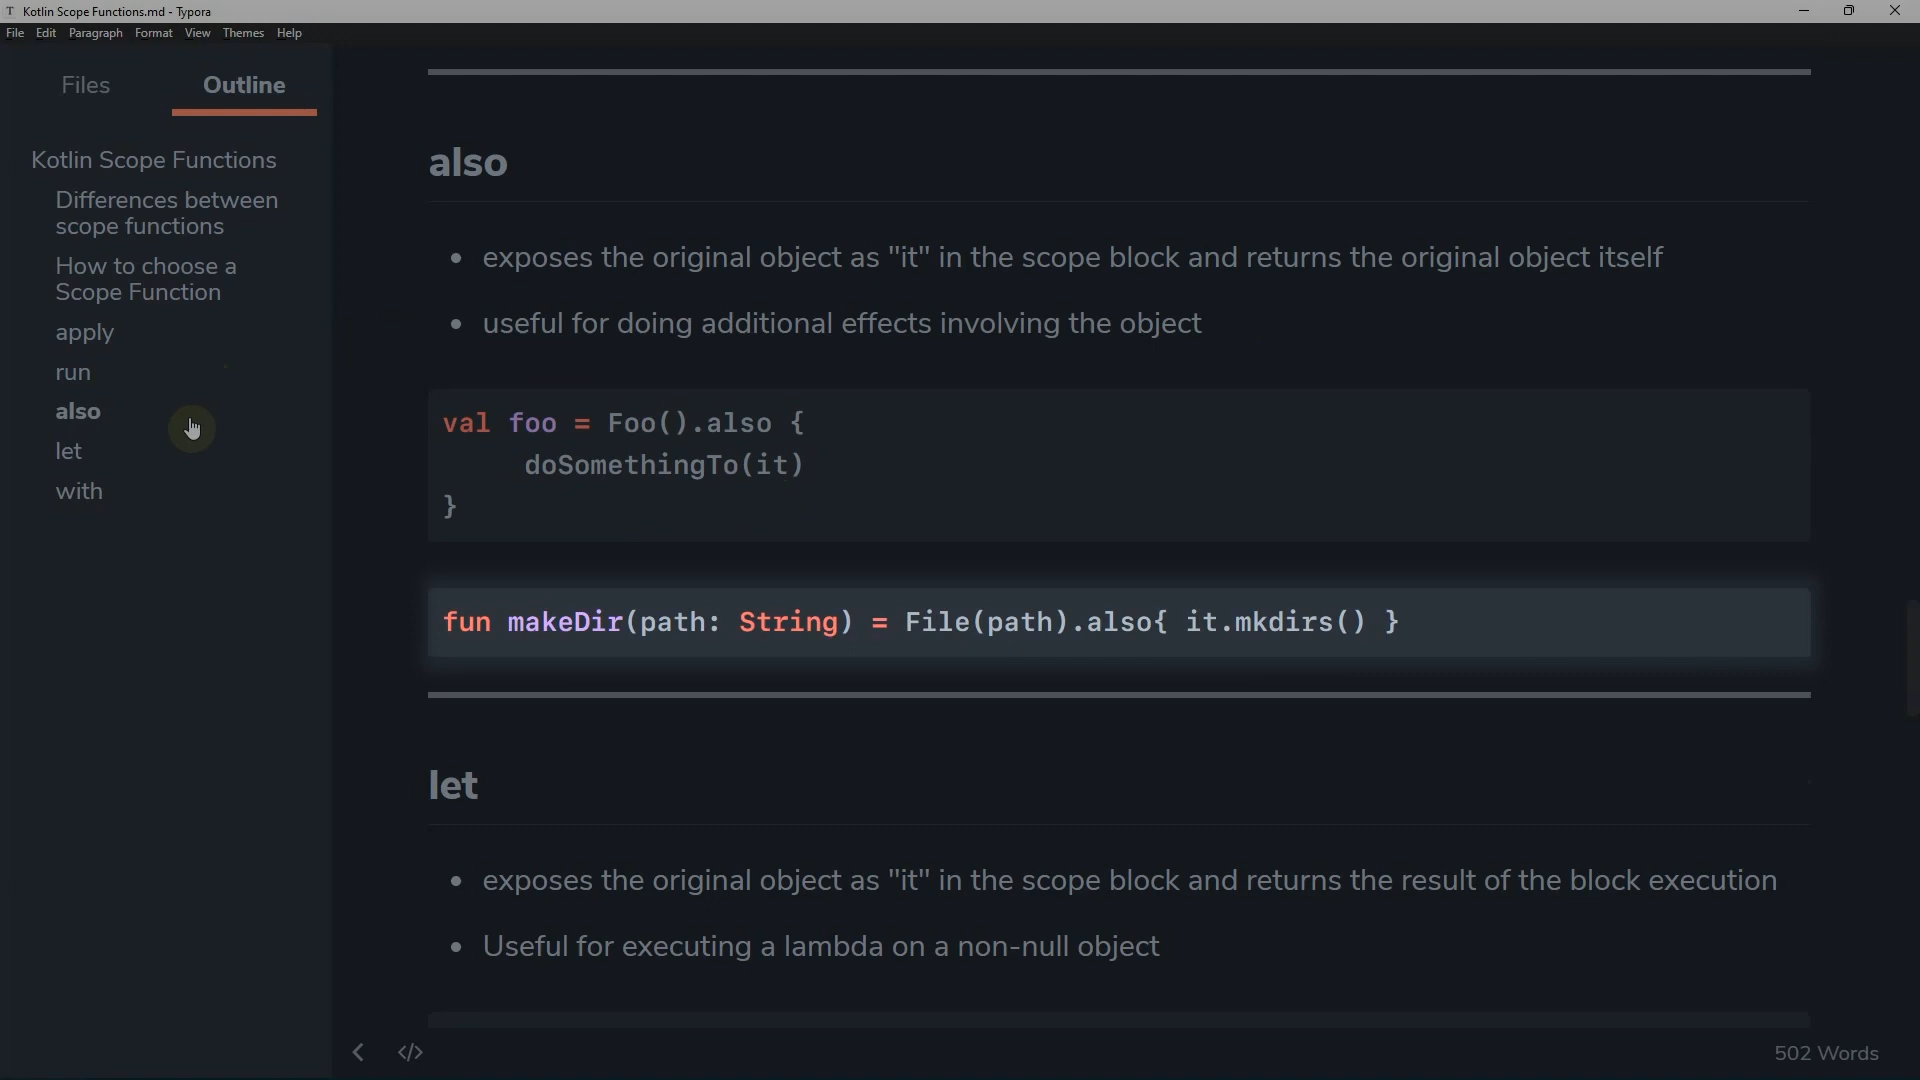 T Kotlin Scope Functions.md - Typora
File Edit Paragraph Format View Themes Help
Files Outline
Kotlin Scope Functions
Differences between
scope functions
How to choose a
Scope Function
apply
run
also
let
with
also
• exposes the original object as "it" in the scope block and returns the original object itself
• useful for doing additional effects involving the object
val foo = Foo().also {
doSomethingTo(it)
}
fun makeDir(path: String) = File(path).also{ it.mkdirs() }
let
• exposes the original object as "it" in the scope block and returns the result of the block execution
• Useful for executing a lambda on a non-null object
</>
502 Words